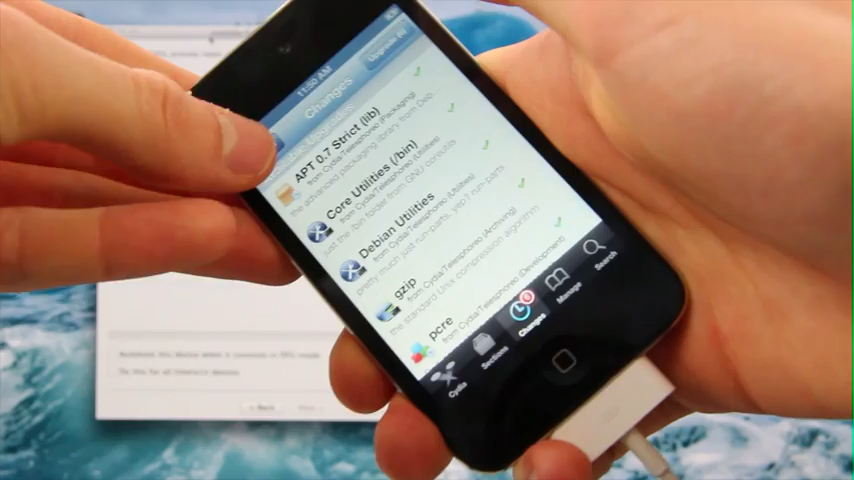 11:50 AM
Changes
Upgrade (6)
APT 0.7 Strict (lib)
from Cydia/Telesphoreo (Packaging)
the advanced packaging library from Deb...
Core Utilities (/bin)
from Cydia/Telesphoreo (Utilities)
just the /bin folder from GNU coreutils
Debian Utilities
from Cydia/Telesphoreo (Utilities)
pretty much just run-parts, yep? run-parts
gzip
from Cydia/Telesphoreo (Archiving)
the standard Unix compression algorithm
pcre
from Cydia/Telesphoreo (Development)
6
Cydia
Sections
Changes
Manage
Search
< Back